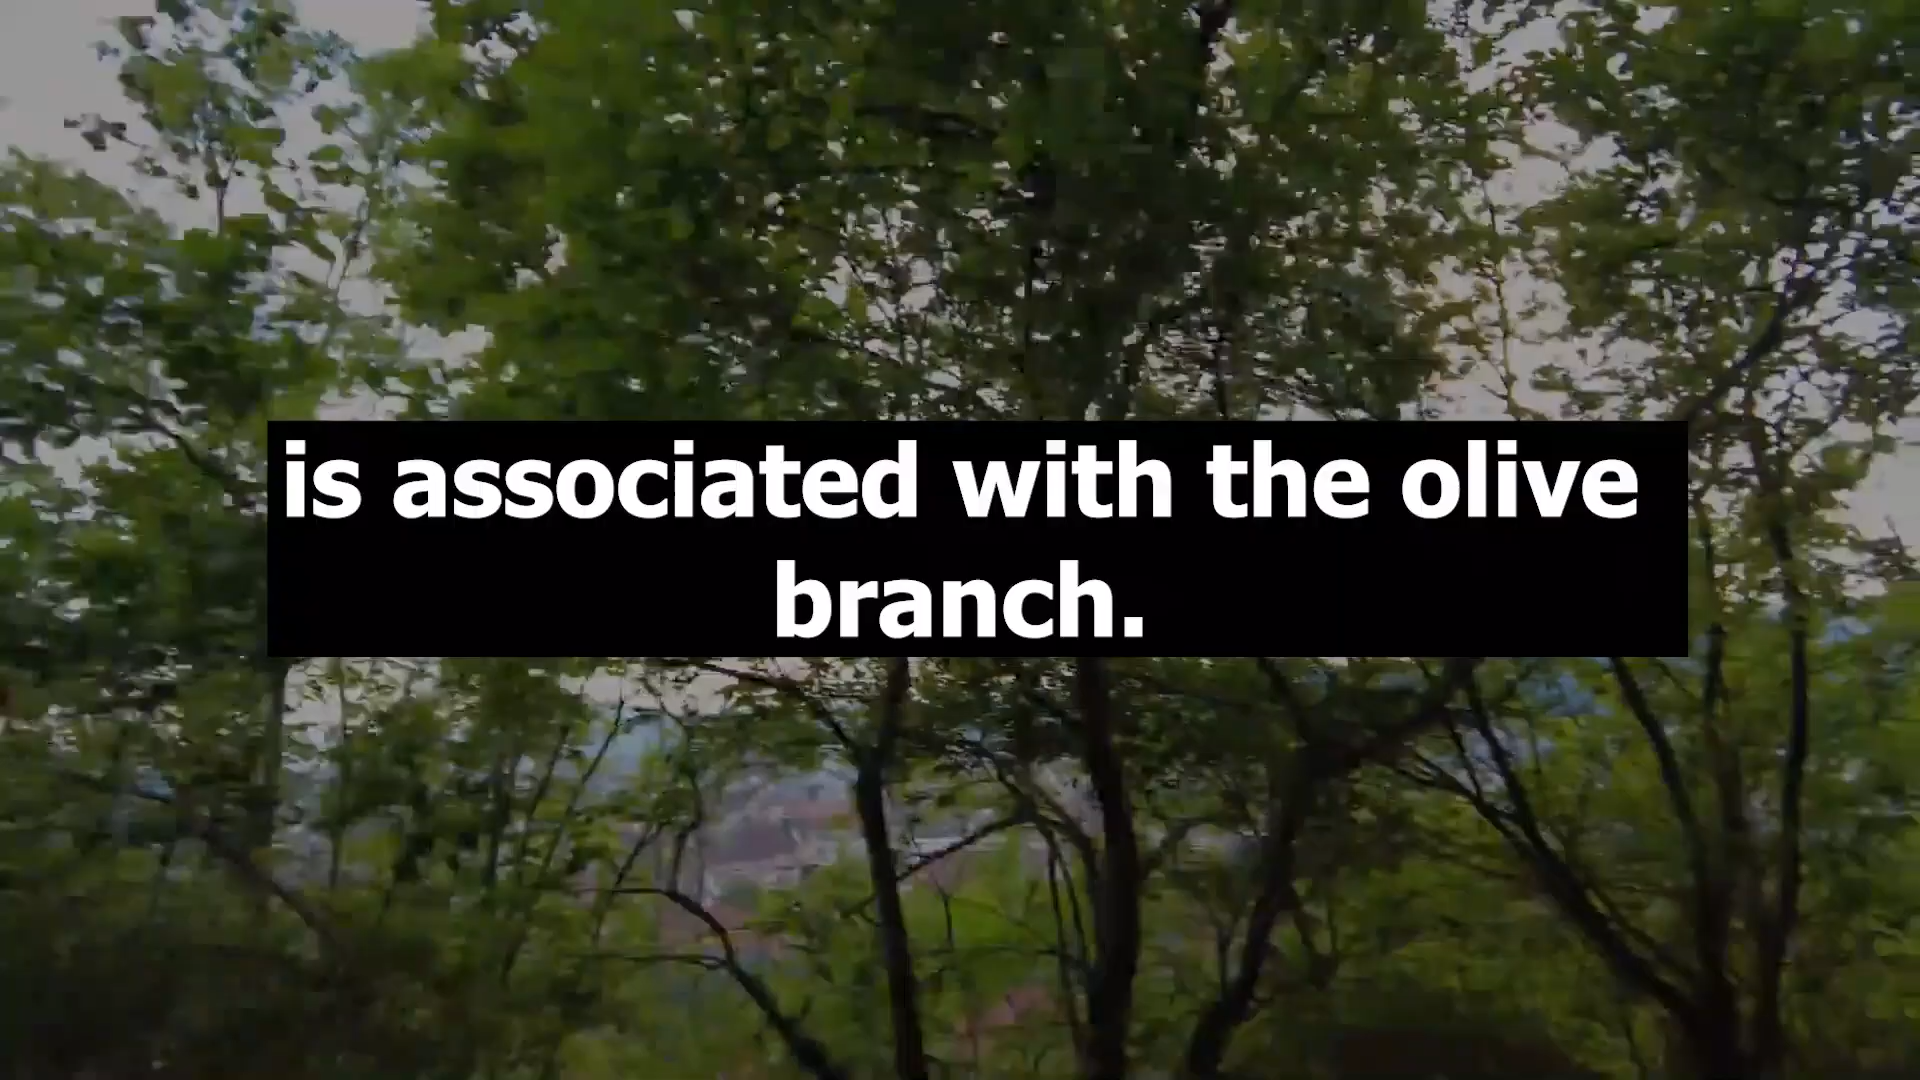 is associated with the olive
branch.